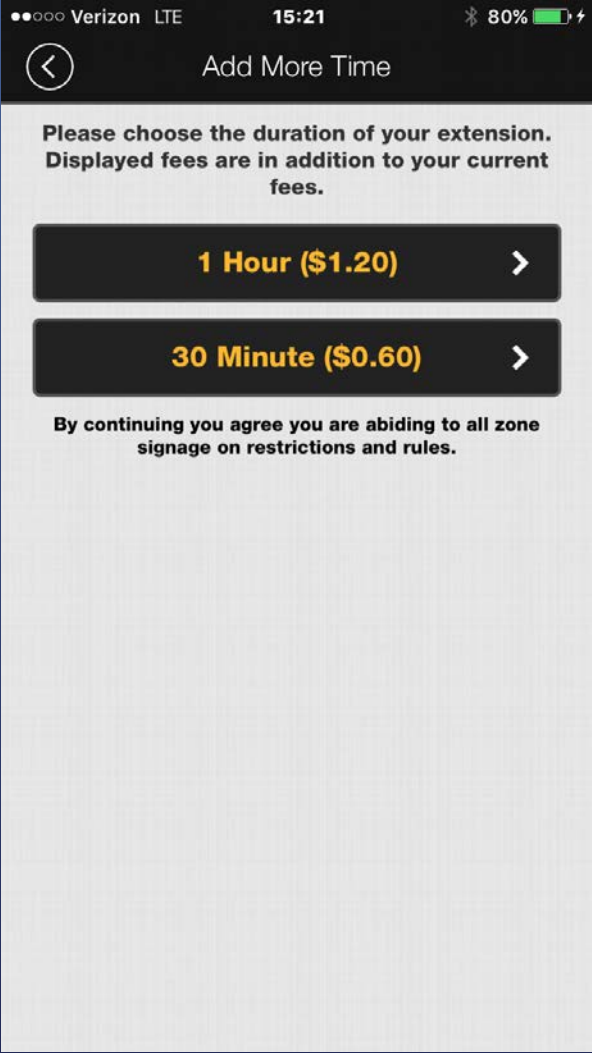 Verizon LTE 15:21 80%
Add More Time
Please choose the duration of your extension.
Displayed fees are in addition to your current
fees.
1 Hour ($1.20)
30 Minute ($0.60)
By continuing you agree you are abiding to all zone
signage on restrictions and rules.